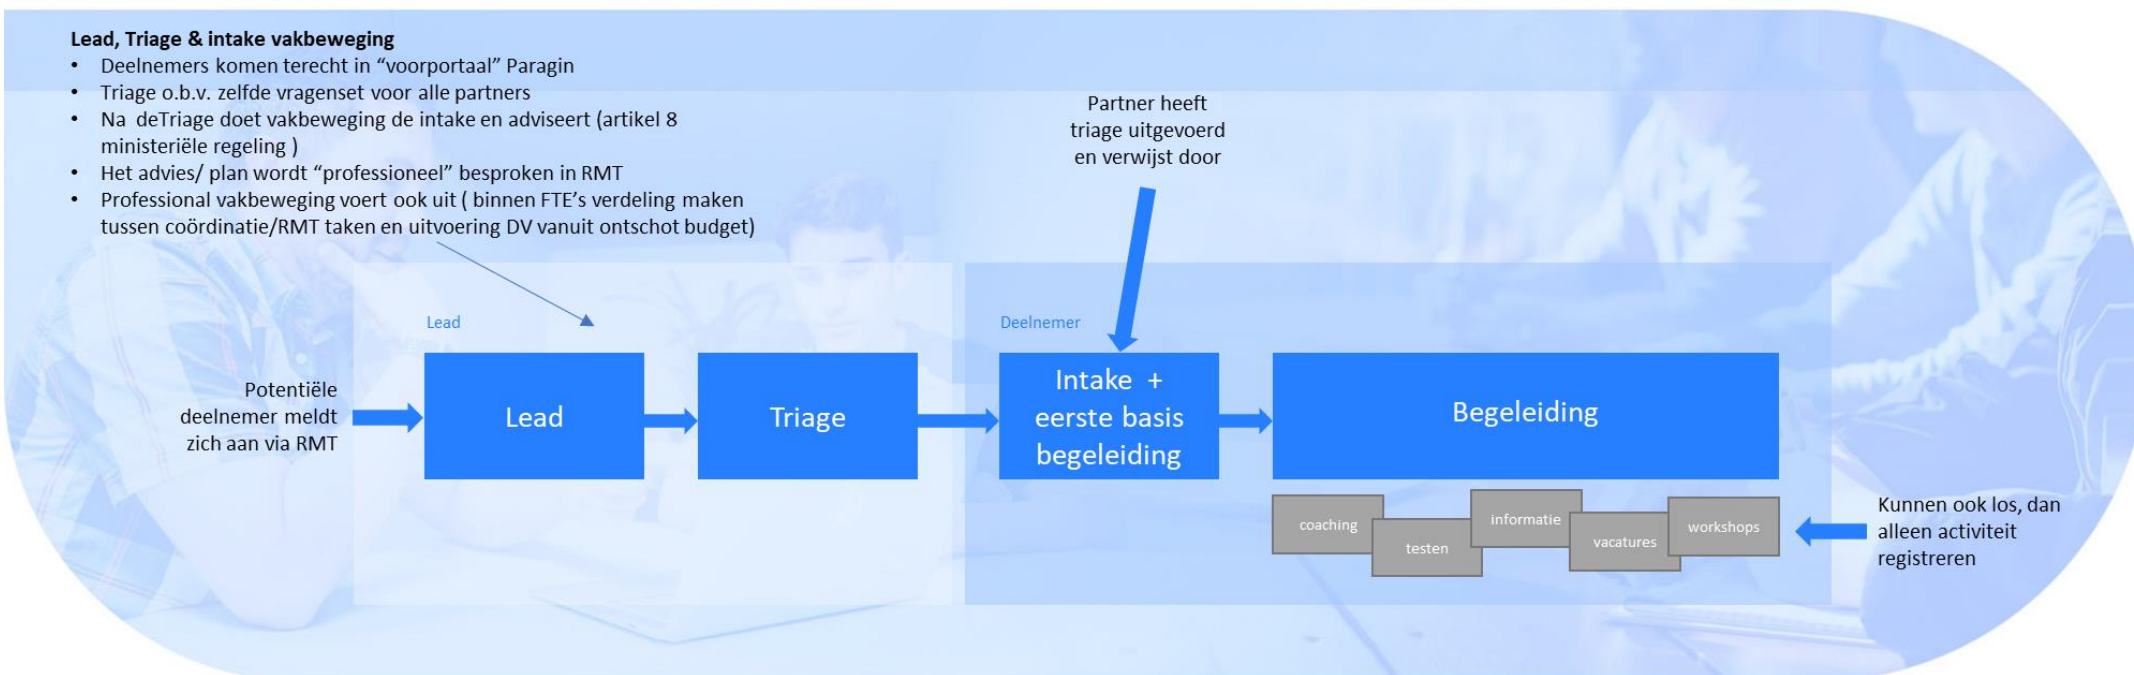 Lead, Triage & intake vakbeweging
• Deelnemers komen terecht in “voorportaal” Paragin
• Triage o.b.v. zelfde vragenset voor alle partners
• Na deTriage doet vakbeweging de intake en adviseert (artikel 8
ministeriële regeling )
• Het advies/ plan wordt “professioneel” besproken in RMT
• Professional vakbeweging voert ook uit ( binnen FTE’s verdeling maken
tussen coördinatie/RMT taken en uitvoering DV vanuit ontschot budget)
Partner heeft
triage uitgevoerd
en verwijst door
Lead
Deelnemer
Potentiële
deelnemer meldt
zich aan via RMT
Lead
Triage
Intake +
eerste basis
begeleiding
Begeleiding
coaching
testen
informatie
vacatures
workshops
Kunnen ook los, dan
alleen activiteit
registreren